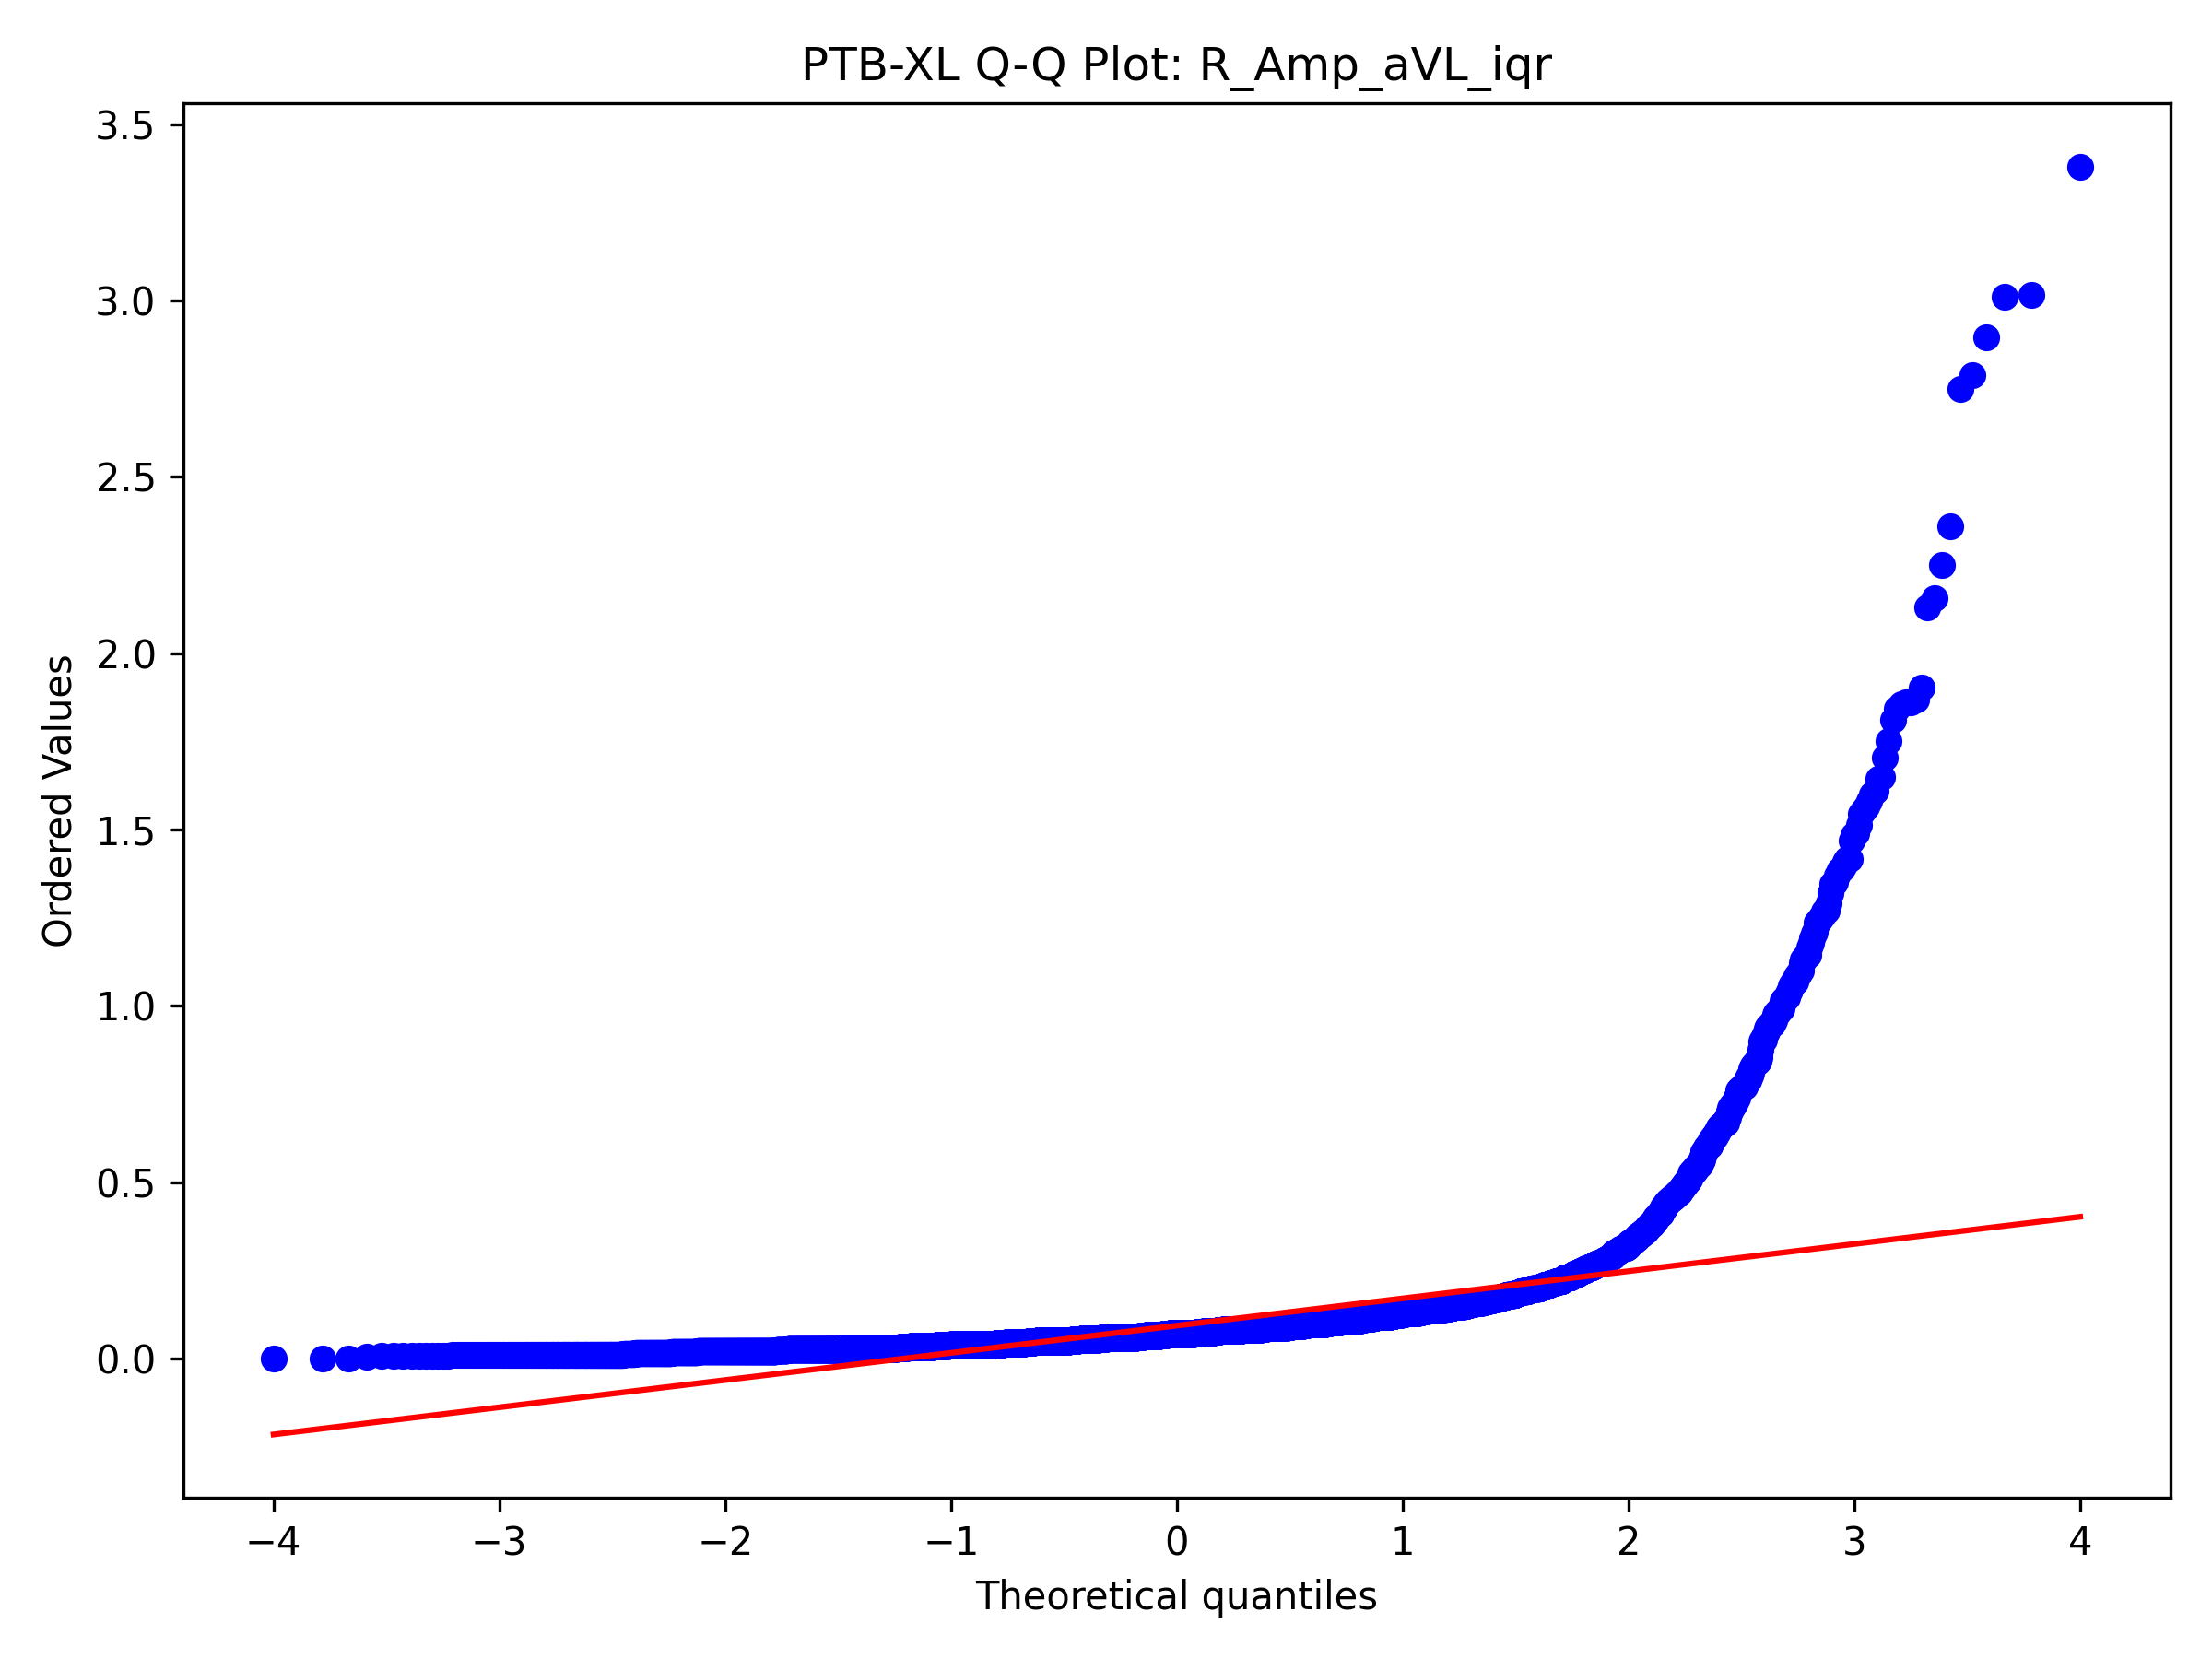 PTB-XL Q-Q Plot: R_Amp_aVL_iqr
3.5
3.0
2.5
2.0
1.5
1.0
0.5
0.0
Ordered Values
−4 −3 −2 −1 0 1 2 3 4
Theoretical quantiles